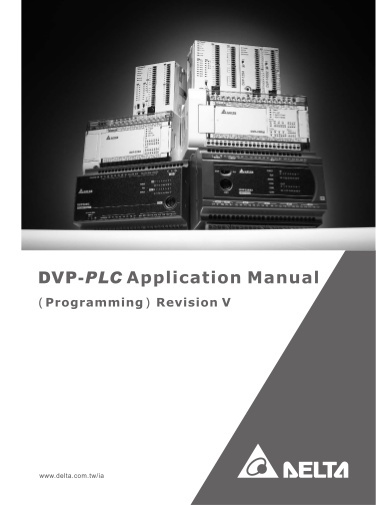 DVP-PLC Application Manual
(Programming) Revision V
www.delta.com.tw/ia
DELTA